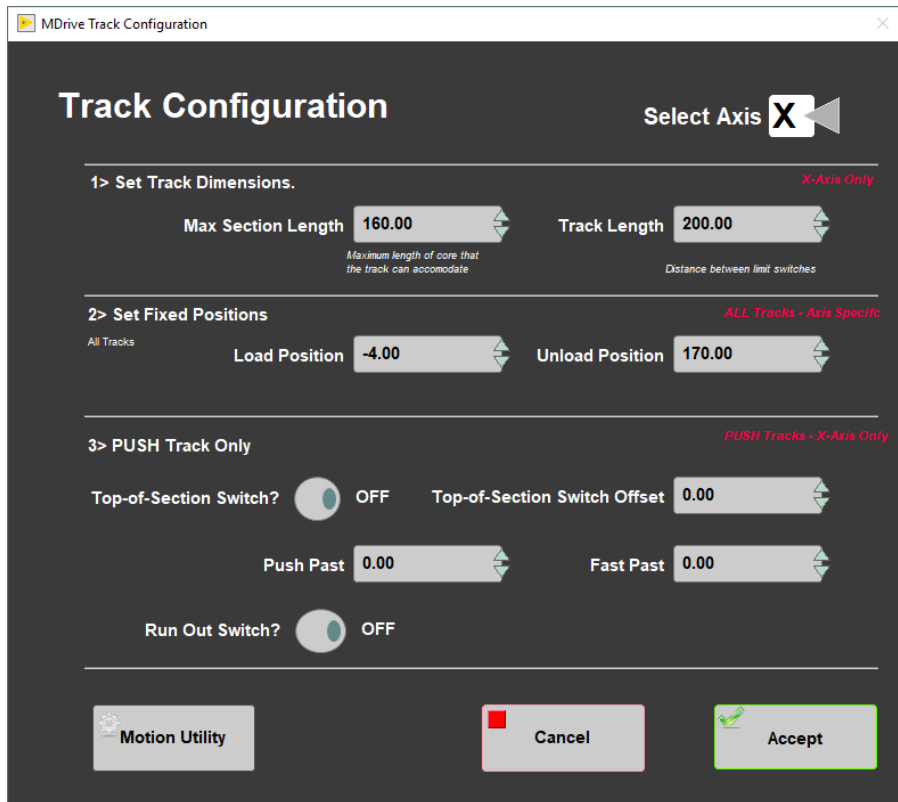 MDrive Track Configuration
Track Configuration
Select Axis X
1> Set Track Dimensions.
X-Axis Only
Max Section Length 160.00
Track Length 200.00
Maximum length of core that
the track can accomodate
Distance between limit switches
2> Set Fixed Positions
ALL Tracks - Axis Specifc
All Tracks
Load Position -4.00
Unload Position 170.00
3> PUSH Track Only
PUSH Tracks - X-Axis Only
Top-of-Section Switch? OFF
Top-of-Section Switch Offset 0.00
Push Past 0.00
Fast Past 0.00
Run Out Switch? OFF
Motion Utility
Cancel
Accept